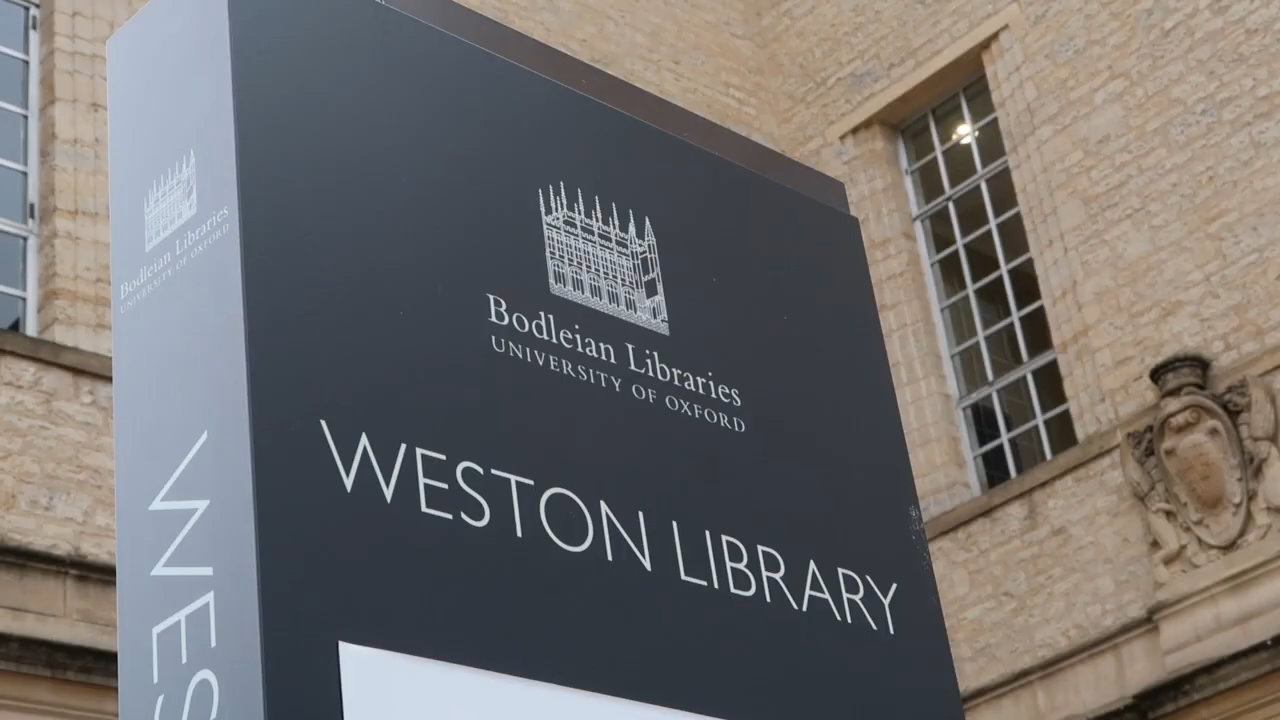 Bodleian Libraries
UNIVERSITY OF OXFORD
WES
Bodleian Libraries
UNIVERSITY OF OXFORD
WESTON LIBRARY